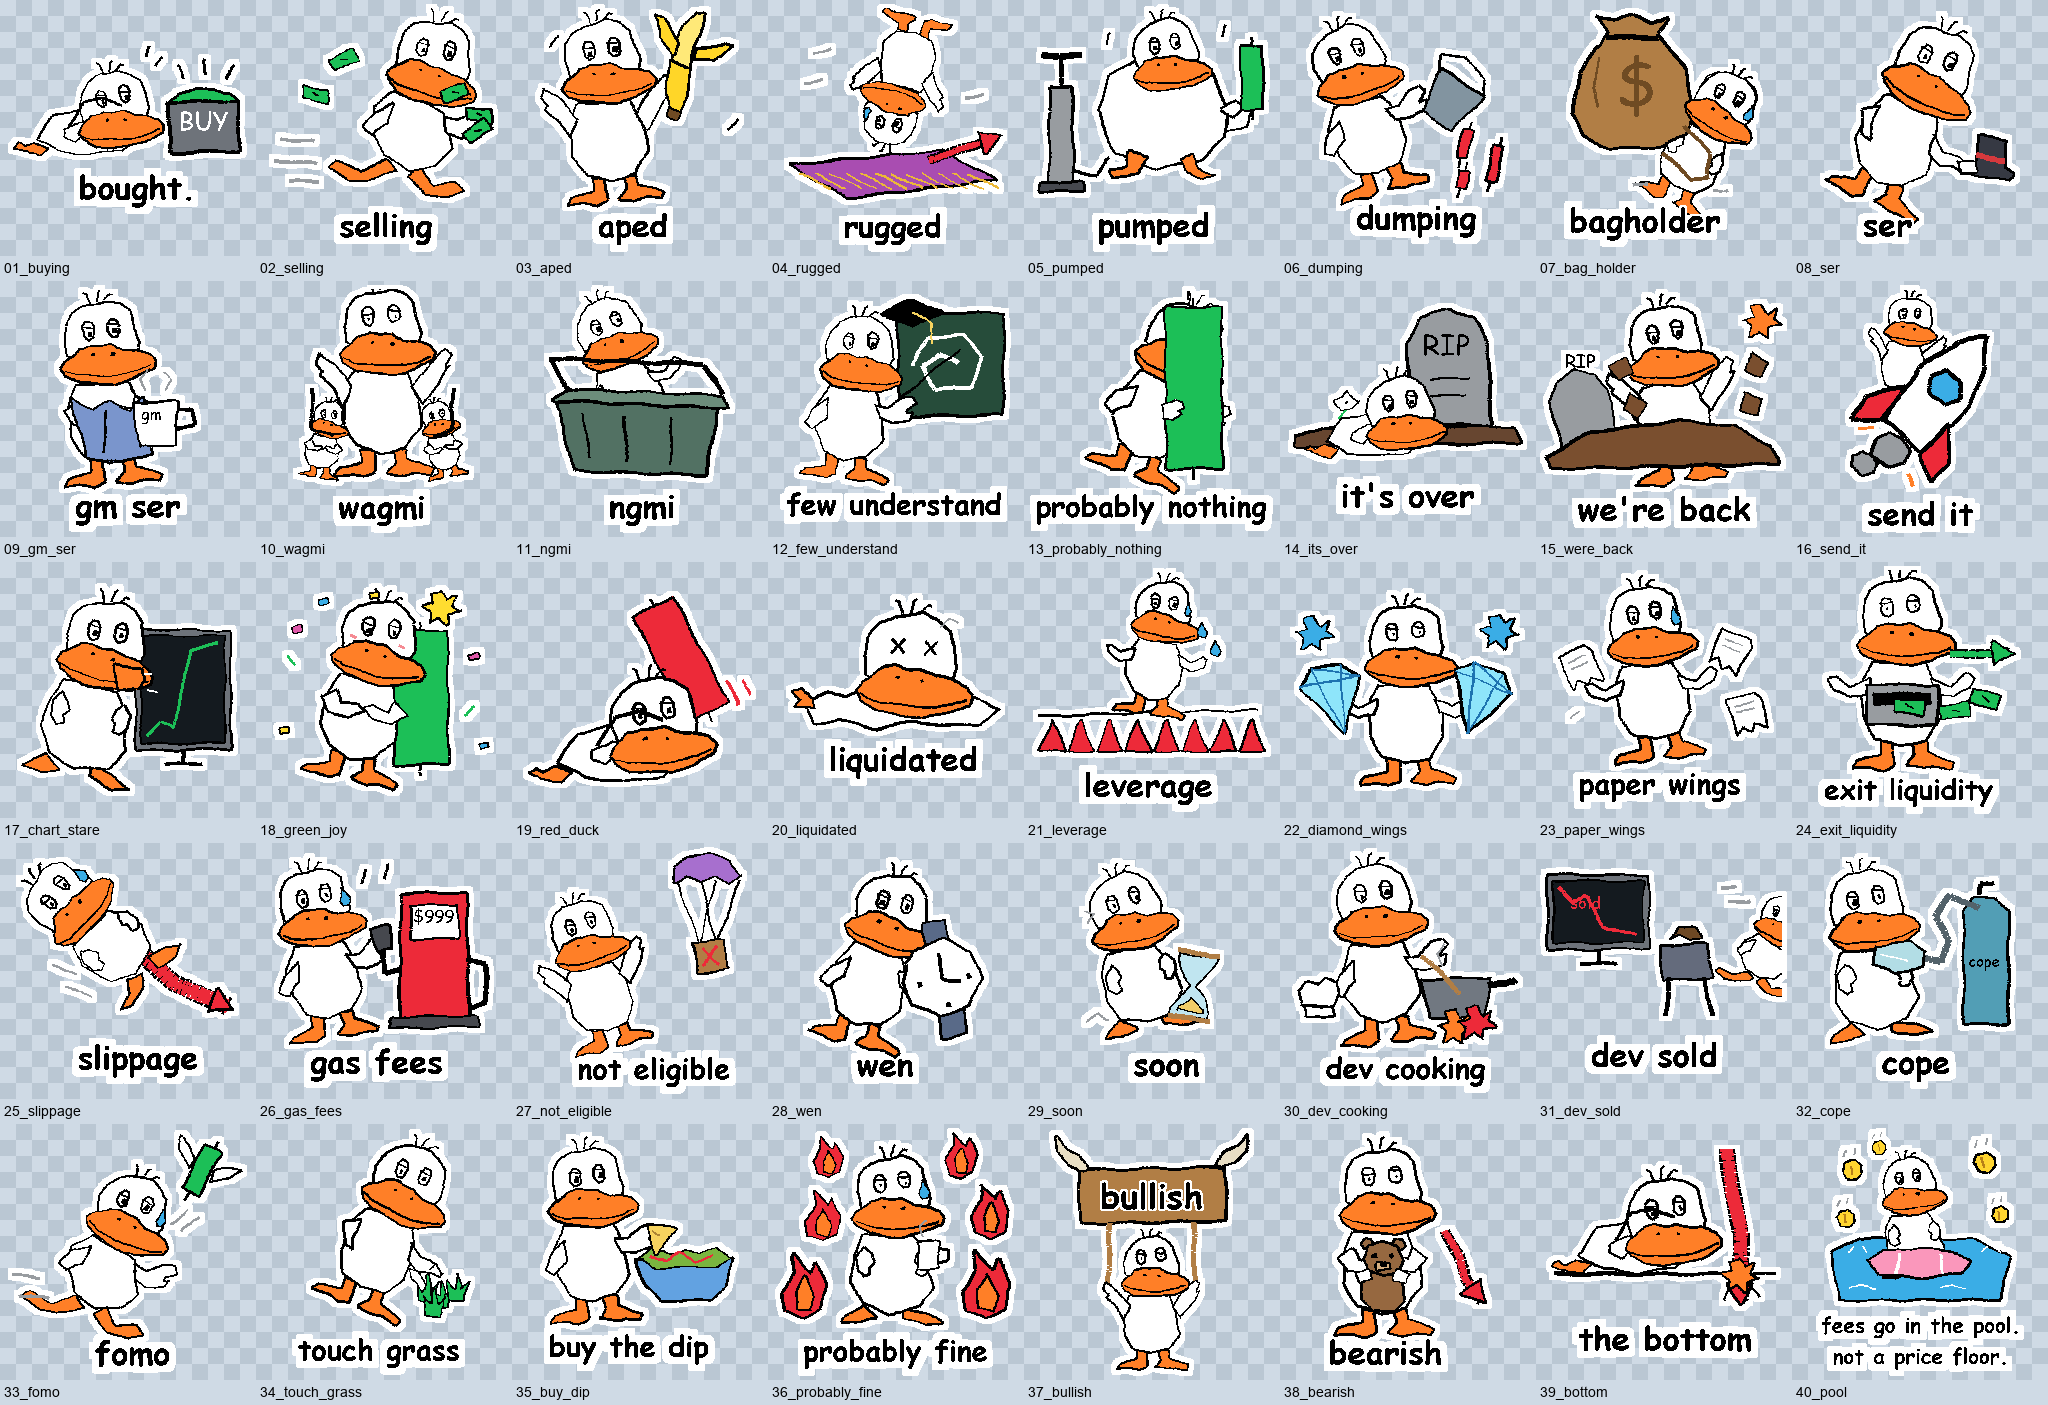 BUY
bought.
selling
aped
rugged
pumped
dumping
$
bagholder
ser
01_buying
02_selling
03_aped
04_rugged
05_pumped
06_dumping
07_bag_holder
08_ser
gm
gm ser
wagmi
ngmi
few understand
probably nothing
RIP
it's over
RIP
we're back
send it
09_gm_ser
10_wagmi
11_ngmi
12_few_understand
13_probably_nothing
14_its_over
15_were_back
16_send_it
liquidated
leverage
paper wings
exit liquidity
17_chart_stare
18_green_joy
19_red_duck
20_liquidated
21_leverage
22_diamond_wings
23_paper_wings
24_exit_liquidity
slippage
$999
gas fees
not eligible
wen
soon
dev cooking
sold
dev sold
cope
cope
25_slippage
26_gas_fees
27_not_eligible
28_wen
29_soon
30_dev_cooking
31_dev_sold
32_cope
fomo
touch grass
buy the dip
probably fine
bullish
bearish
the bottom
fees go in the pool.
not a price floor.
33_fomo
34_touch_grass
35_buy_dip
36_probably_fine
37_bullish
38_bearish
39_bottom
40_pool